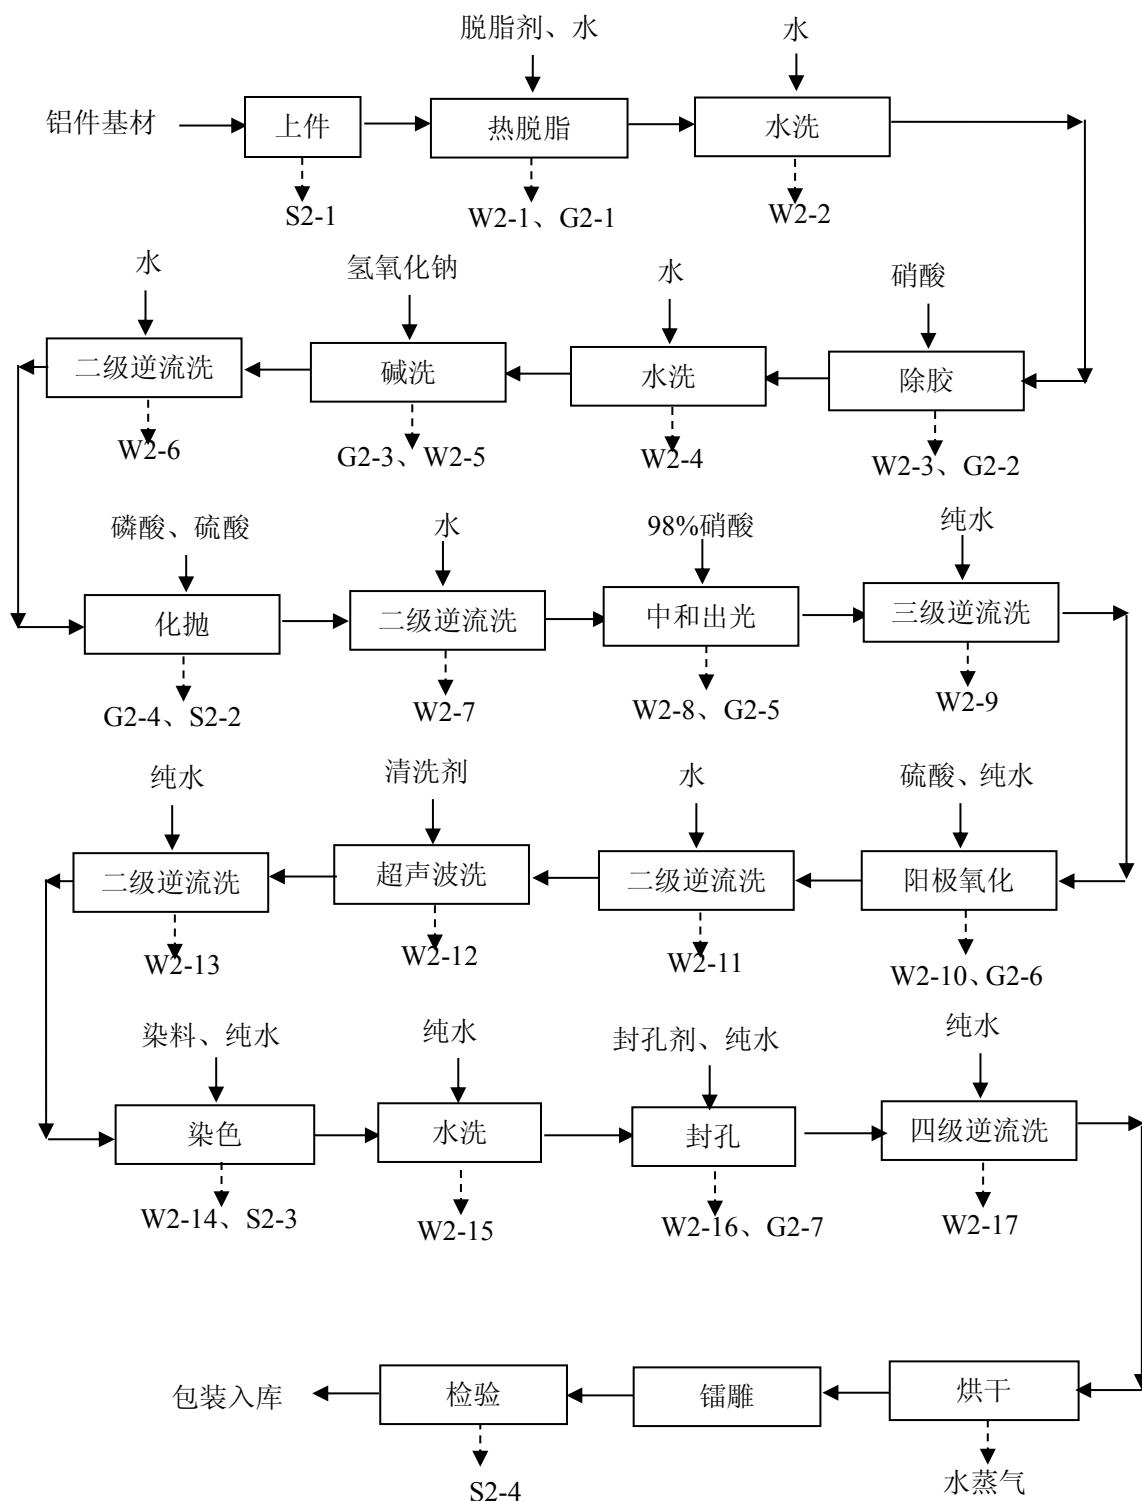 脱脂剂、水 水
铝件基材 上件 热脱脂 水洗
S2-1 W2-1、G2-1 W2-2
水 氢氧化钠 水 硝酸
二级逆流洗 碱洗 水洗 除胶
W2-6 G2-3、W2-5 W2-4 W2-3、G2-2
磷酸、硫酸 水 98%硝酸 纯水
化抛 二级逆流洗 中和出光 三级逆流洗
G2-4、S2-2 W2-7 W2-8、G2-5 W2-9
纯水 清洗剂 水 硫酸、纯水
二级逆流洗 超声波洗 二级逆流洗 阳极氧化
W2-13 W2-12 W2-11 W2-10、G2-6
染料、纯水 纯水 封孔剂、纯水 纯水
染色 水洗 封孔 四级逆流洗
W2-14、S2-3 W2-15 W2-16、G2-7 W2-17
包装入库 检验 镭雕 烘干
S2-4 水蒸气